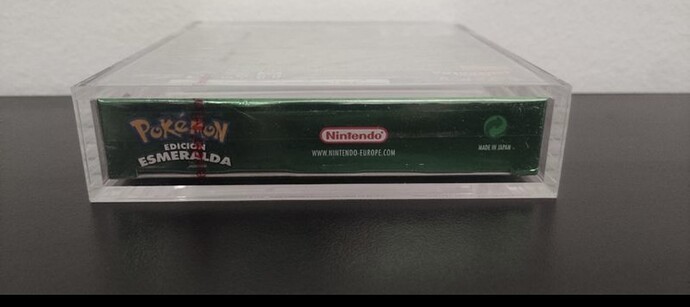 POKéMON
EDICIÓN
ESMERALDA
Nintendo
WWW.NINTENDO-EUROPE.COM
MADE IN JAPAN